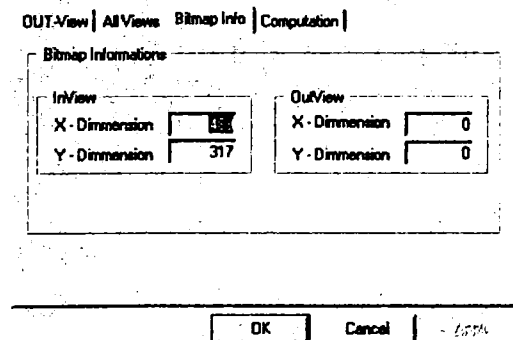 OUT-View All Views Bitmap Info Computation
Bitmap Informations
InView
X - Dimmension
Y - Dimmension 317
OutView
X - Dimmension 0
Y - Dimmension 0
OK Cancel Apply